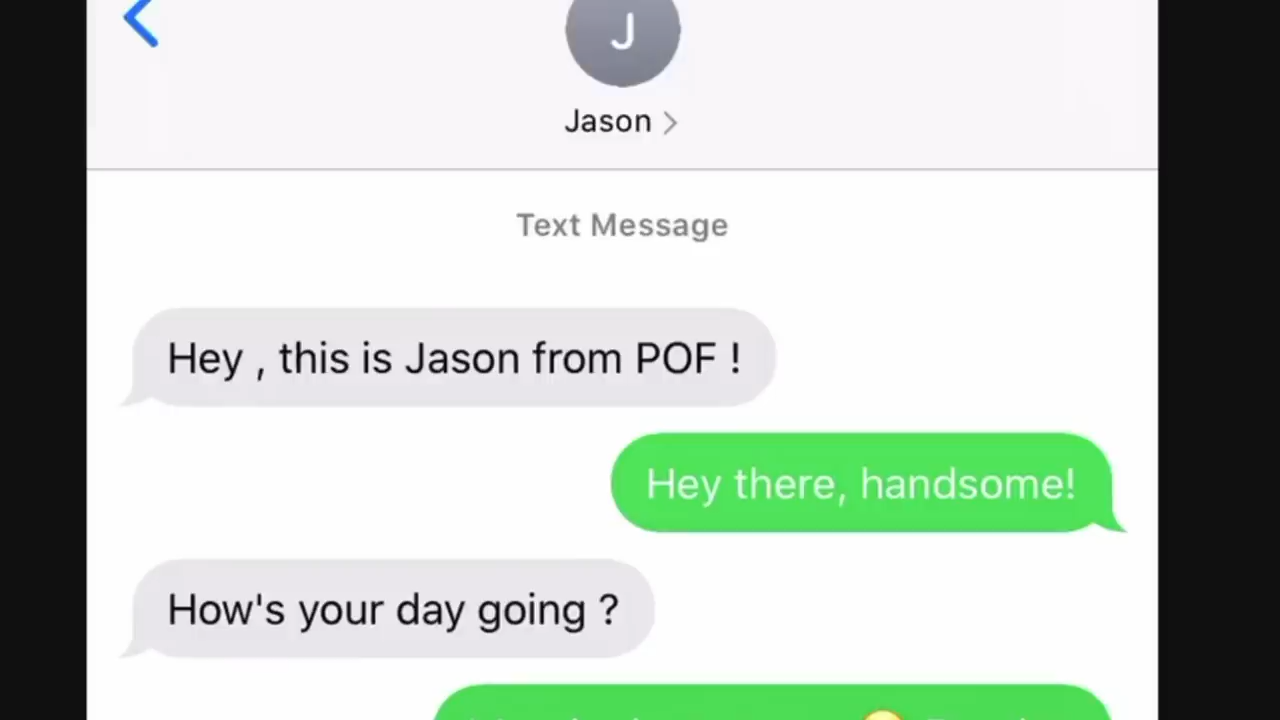 J
Jason
Text Message
Hey , this is Jason from POF !
Hey there, handsome!
How's your day going ?